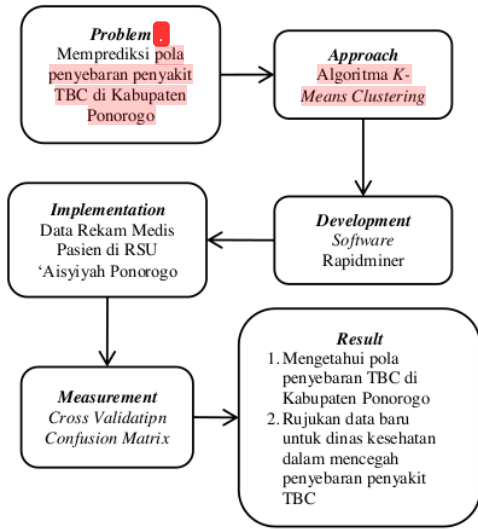 Problem .
Memprediksi pola
penyebaran penyakit
TBC di Kabupaten
Ponorogo
Approach
Algoritma K-
Means Clustering
Development
Software
Rapidminer
Implementation
Data Rekam Medis
Pasien di RSU
‘Aisyiyah Ponorogo
Measurement
Cross Validatipn
Confusion Matrix
Result
1. Mengetahui pola
penyebaran TBC di
Kabupaten Ponorogo
2. Rujukan data baru
untuk dinas kesehatan
dalam mencegah
penyebaran penyakit
TBC